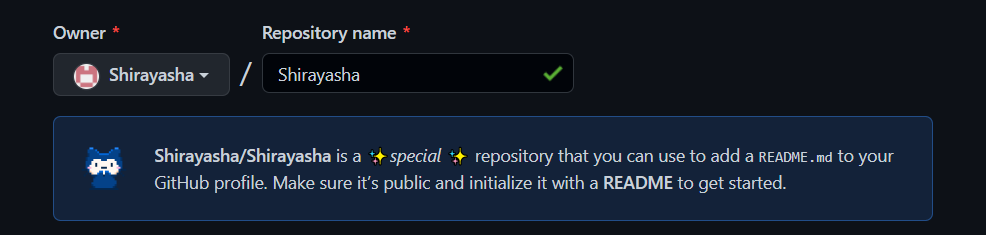 Owner * Repository name *
Shirayasha / Shirayasha
Shirayasha/Shirayasha is a ✨special ✨ repository that you can use to add a README.md to your
GitHub profile. Make sure it’s public and initialize it with a README to get started.